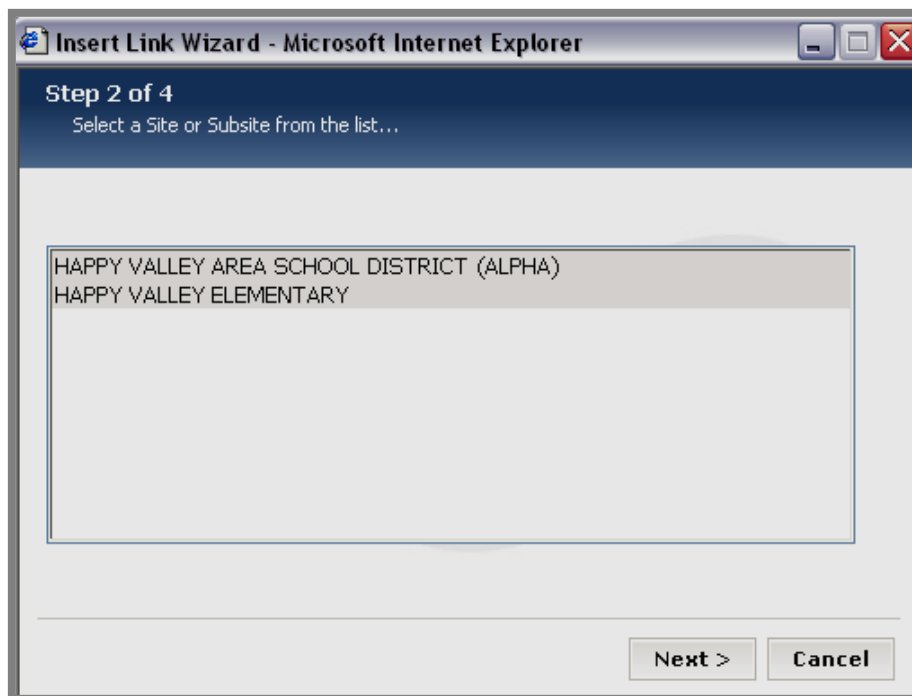 Insert Link Wizard - Microsoft Internet Explorer
Step 2 of 4
Select a Site or Subsite from the list...
HAPPY VALLEY AREA SCHOOL DISTRICT (ALPHA)
HAPPY VALLEY ELEMENTARY
Next >
Cancel